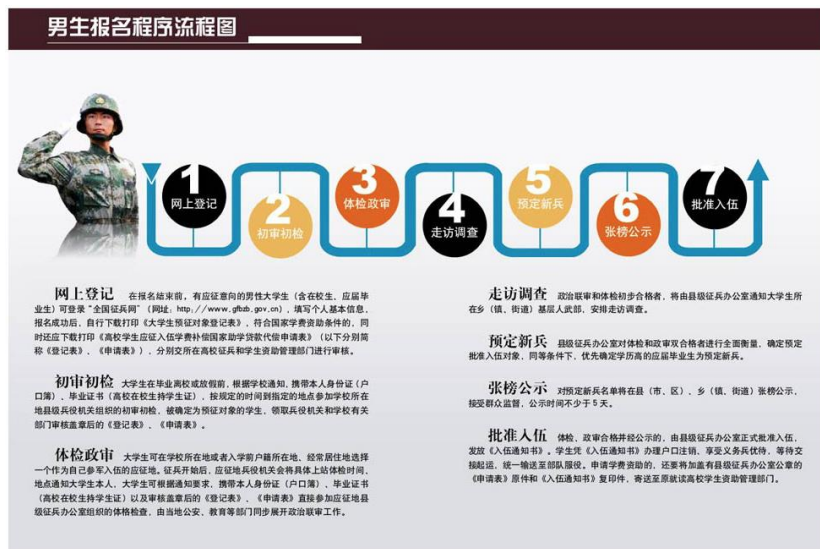 男生报名程序流程图
1
网上登记
2
初审初检
3
体检政审
4
走访调查
5
预定新兵
6
张榜公示
7
批准入伍
网上登记 在报名结束前，有应征意向的男性大学生（含在校生、应届毕
业生）可登录“全国征兵网”（网址：http://www.gfbzb.gov.cn），填写个人基本信息，
报名成功后，自行下载打印《大学生预征对象登记表》，符合国家学费资助条件的，同
时还应下载打印《高校学生应征入伍学费补偿国家助学贷款代偿申请表》（以下分别简
称《登记表》、《申请表》），分别交所在高校征兵和学生资助管理部门进行审核。
初审初检 大学生在毕业离校或放假前，根据学校通知，携带本人身份证（户
口簿）、毕业证书（高校在校生持学生证），按规定的时间到指定的地点参加学校所在
地县级兵役机关组织的初审初检，被确定为预征对象的学生，领取兵役机关和学校有关
部门审核盖章后的《登记表》、《申请表》。
体检政审 大学生可在学校所在地或者入学前户籍所在地、经常居住地选择
一个作为自己参军入伍的应征地。征兵开始后，应征地兵役机关会将具体上站体检时间、
地点通知大学生本人，大学生可根据通知要求，携带本人身份证（户口簿）、毕业证书
（高校在校生持学生证）以及审核盖章后的《登记表》、《申请表》直接参加应征地县
级征兵办公室组织的体格检查，由当地公安、教育等部门同步展开政治联审工作。
走访调查 政治联审和体检初步合格者，将由县级征兵办公室通知大学生所
在乡（镇、街道）基层人武部，安排走访调查。
预定新兵 县级征兵办公室对体检和政审双合格者进行全面衡量，确定预定
批准入伍对象，同等条件下，优先确定学历高的应届毕业生为预定新兵。
张榜公示 对预定新兵名单将在县（市、区）、乡（镇、街道）张榜公示，
接受群众监督，公示时间不少于 5 天。
批准入伍 体检、政审合格并经公示的，由县级征兵办公室正式批准入伍，
发放《入伍通知书》。学生凭《入伍通知书》办理户口注销、享受义务兵优待，等待交
接起运，统一输送至部队服役。申请学费资助的，还要将加盖有县级征兵办公室公章的
《申请表》原件和《入伍通知书》复印件，寄送至原就读高校学生资助管理部门。